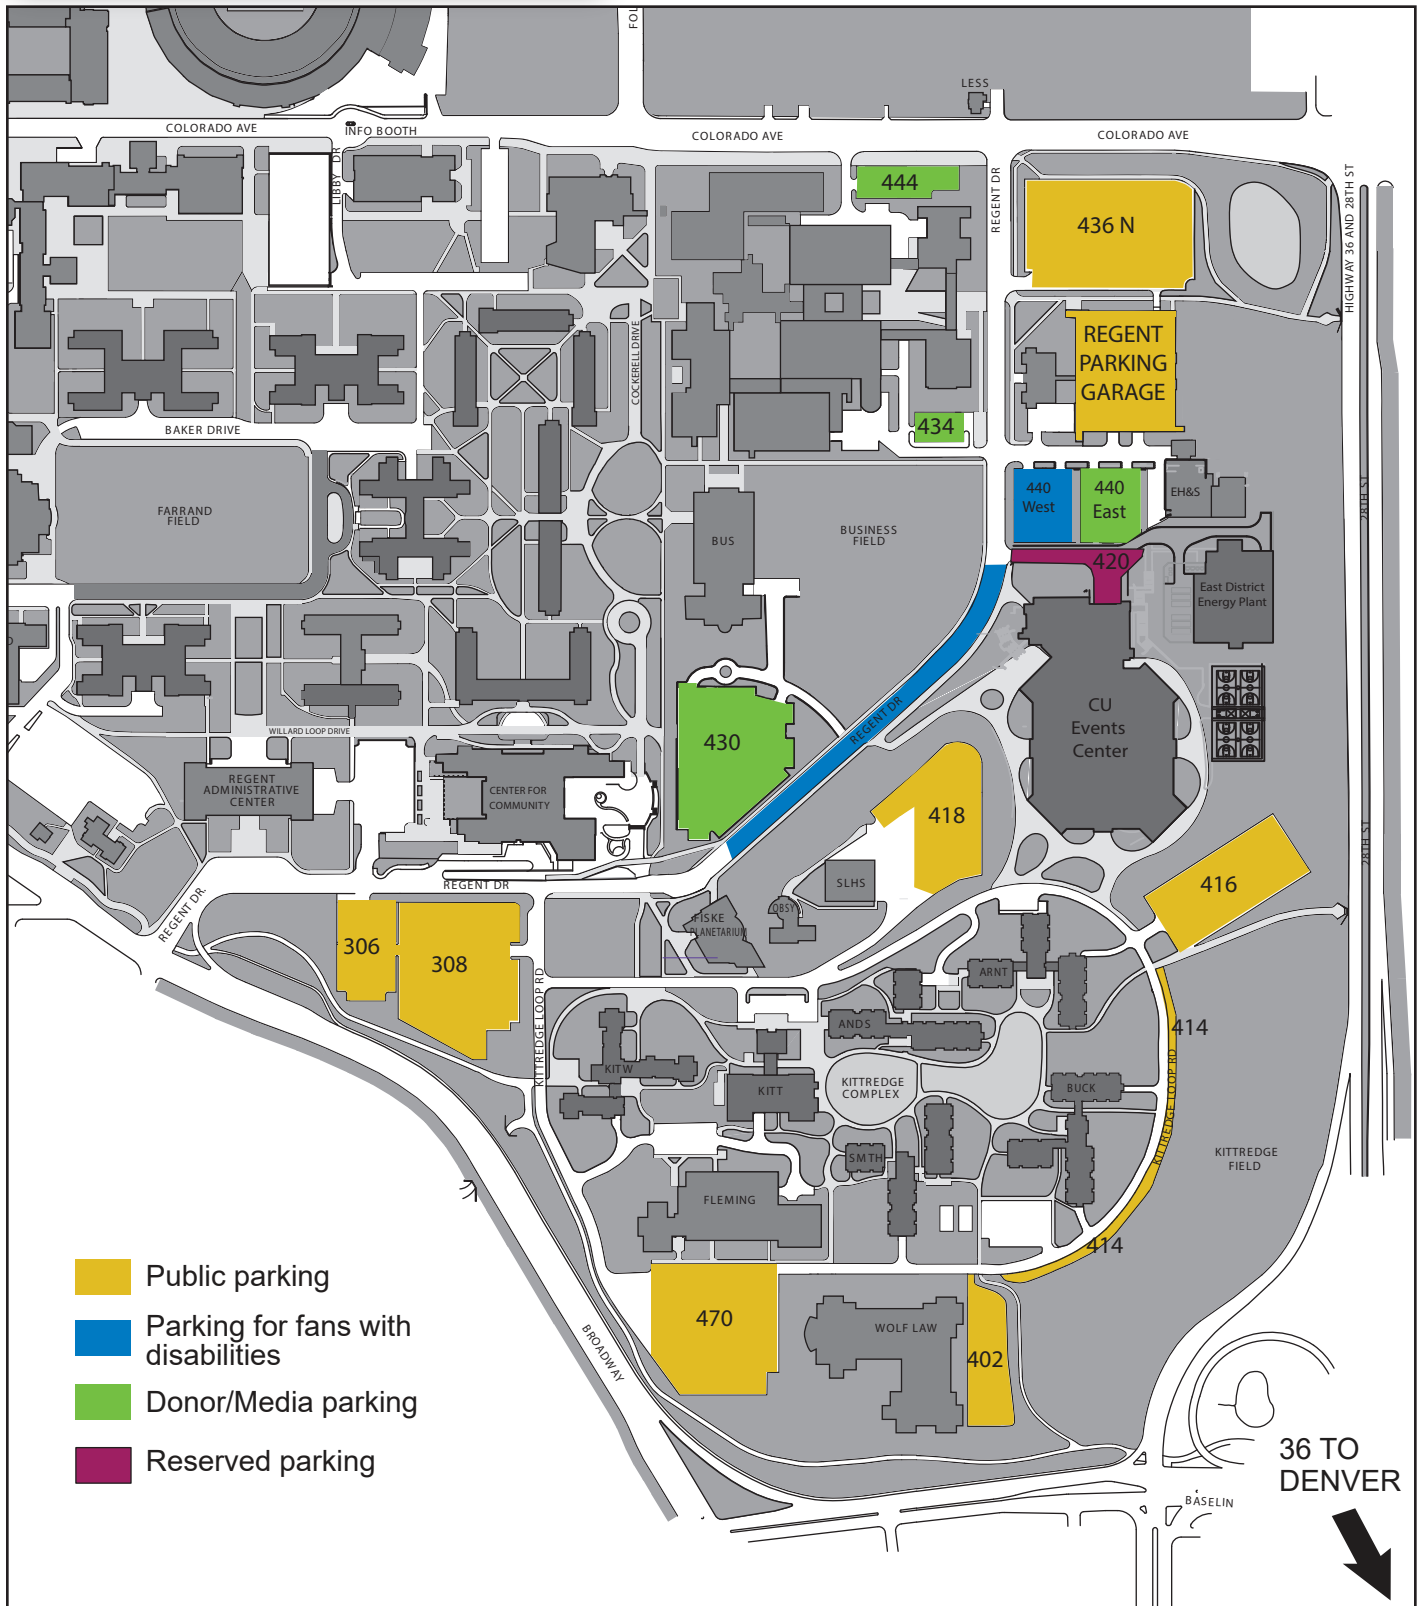 FOL
LESS
COLORADO AVE
INFO BOOTH
COLORADO AVE
COLORADO AVE
LIBBY DR
444
REGENT DR
436 N
HIGHWAY 36 AND 28TH ST
REGENT
PARKING
GARAGE
COCKERELL DRIVE
BAKER DRIVE
434
FARRAND
FIELD
BUS
BUSINESS
FIELD
440
West
440
East
EH&S
28TH ST
420
East District
Energy Plant
CU
Events
Center
REGENT DR
430
WILLARD LOOP DRIVE
REGENT
ADMINISTRATIVE
CENTER
CENTER FOR
COMMUNITY
418
28TH ST
416
SLHS
REGENT DR
REGENT DR.
OBSY
FISKE
PLANETARIUM
306
308
KITTREDGE LOOP RD
ARNT
ANDS
414
KITW
KITT
KITTREDGE
COMPLEX
BUCK
KITTREDGE LOOP RD
SMTH
KITTREDGE
FIELD
FLEMING
414
Public parking
Parking for fans with
disabilities
Donor/Media parking
Reserved parking
470
BROADWAY
WOLF LAW
402
36 TO
DENVER
BASELIN